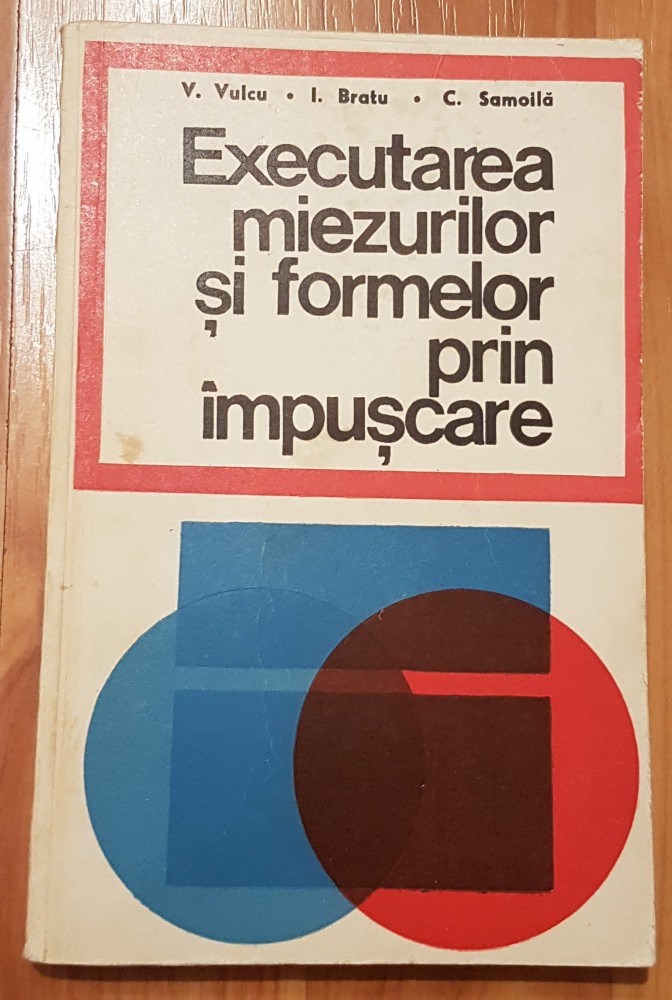 V. Vulcu • I. Bratu • C. Samoilă
Executarea
miezurilor
și formelor
prin
împușcare